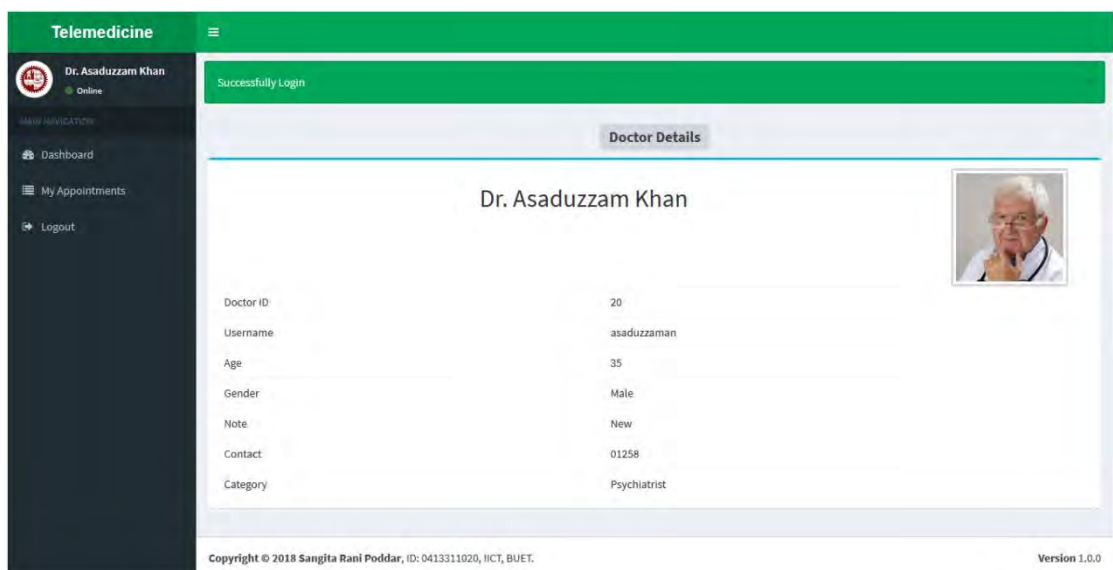 Telemedicine
Dr. Asaduzzam Khan
Online
MAIN NAVIGATION
Dashboard
My Appointments
Logout
Successfully Login
Doctor Details
Dr. Asaduzzam Khan
Doctor ID 20
Username asaduzzaman
Age 35
Gender Male
Note New
Contact 01258
Category Psychiatrist
Copyright © 2018 Sangita Rani Poddar, ID: 0413311020, IICT, BUET. Version 1.0.0